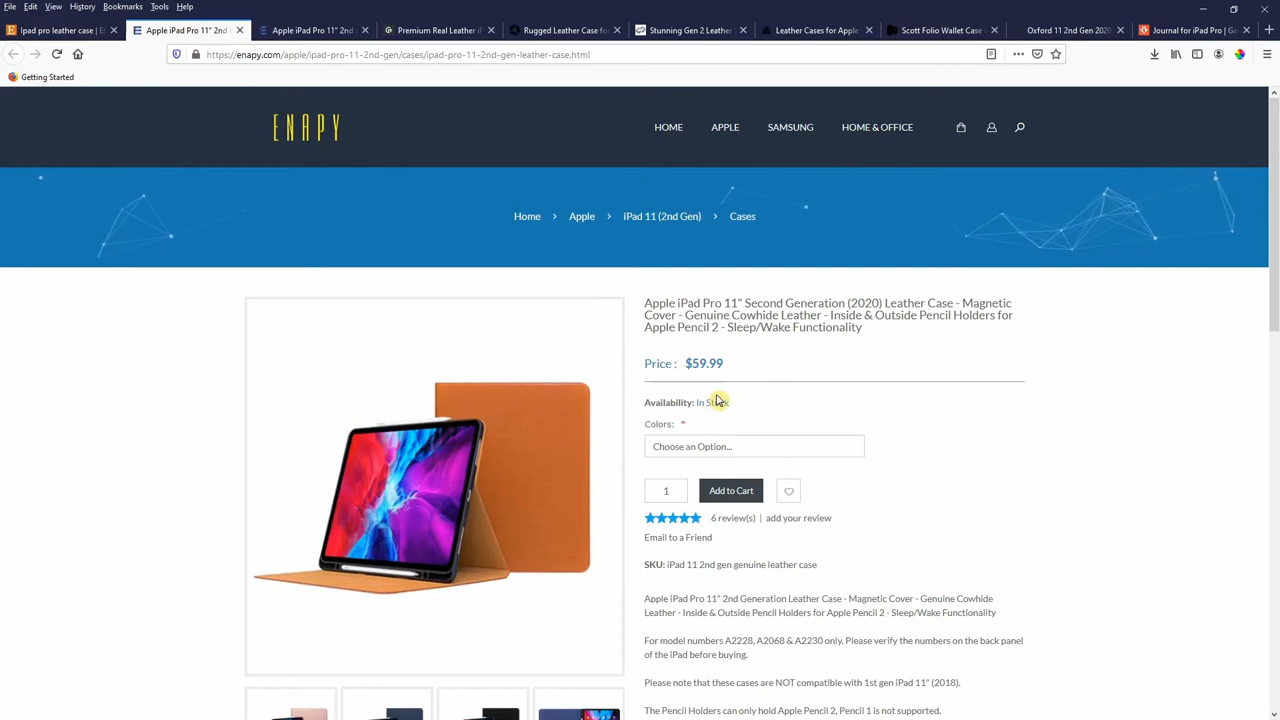 File Edit View History Bookmarks Tools Help
Ipad pro leather case | Etsy
Apple iPad Pro 11" 2nd
Apple iPad Pro 11" 2nd
Premium Real Leather i
Rugged Leather Case for
Stunning Gen 2 Leather
Leather Cases for Apple
Scott Folio Wallet Case
Oxford 11 2nd Gen 2020
Journal for iPad Pro | G
https://enapy.com/apple/ipad-pro-11-2nd-gen/cases/ipad-pro-11-2nd-gen-leather-case.html
Getting Started
ENAPY
HOME APPLE SAMSUNG HOME & OFFICE
Home > Apple > iPad 11 (2nd Gen) > Cases
Apple iPad Pro 11" Second Generation (2020) Leather Case - Magnetic
Cover - Genuine Cowhide Leather - Inside & Outside Pencil Holders for
Apple Pencil 2 - Sleep/Wake Functionality
Price : $59.99
Availability: In Stock
Colors: *
Choose an Option...
1 Add to Cart
6 review(s) | add your review
Email to a Friend
SKU: iPad 11 2nd gen genuine leather case
Apple iPad Pro 11" 2nd Generation Leather Case - Magnetic Cover - Genuine Cowhide
Leather - Inside & Outside Pencil Holders for Apple Pencil 2 - Sleep/Wake Functionality
For model numbers A2228, A2068 & A2230 only. Please verify the numbers on the back panel
of the iPad before buying.
Please note that these cases are NOT compatible with 1st gen iPad 11" (2018).
The Pencil Holders can only hold Apple Pencil 2, Pencil 1 is not supported.